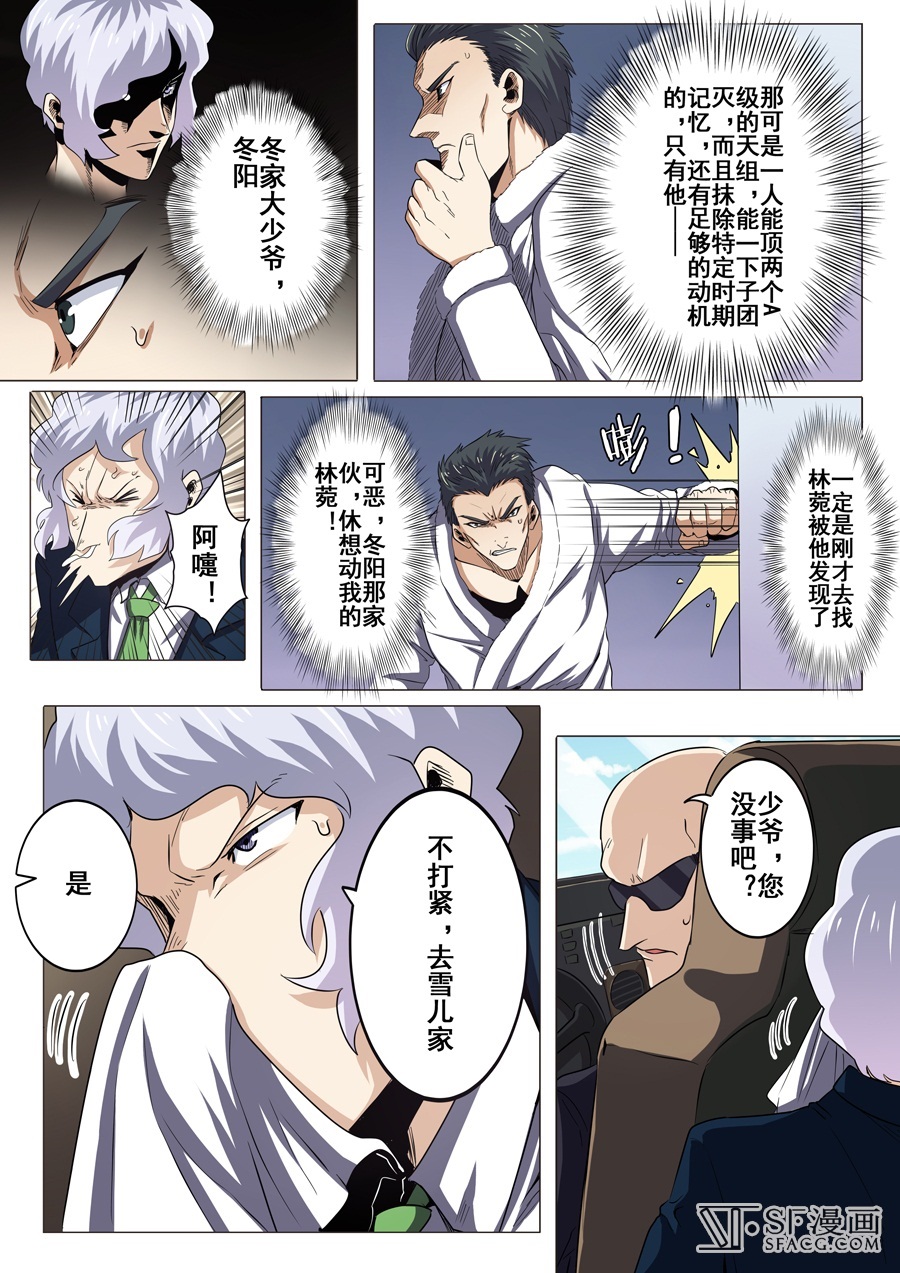 那可是一人能顶两个A
级的天组，能一下子团
灭，而且抹除特定时期
记忆，还有足够的动机
的，只有他——
冬家大少爷，
冬阳
一定是刚才去找
林菀被他发现了
嘭！
可恶，冬阳那家
伙，休想动我的
林菀！
阿嚏！
少爷，您
没事吧？
不打紧，去雪儿家
是
SF漫画
SFACG.COM